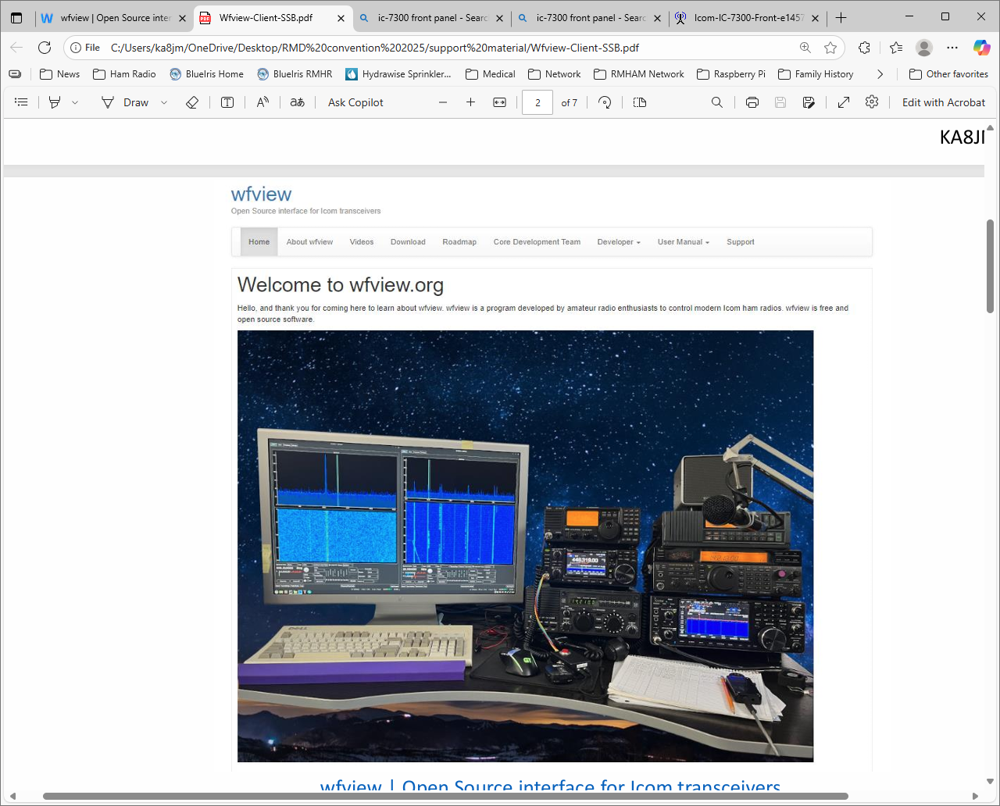 wfview | Open Source inter
Wfview-Client-SSB.pdf
ic-7300 front panel - Searc
ic-7300 front panel - Searc
Icom-IC-7300-Front-e1457
File
C:/Users/ka8jm/OneDrive/Desktop/RMD%20convention%202025/support%20material/Wfview-Client-SSB.pdf
News
Ham Radio
BlueIris Home
BlueIris RMHR
Hydrawise Sprinkler...
Medical
Network
RMHAM Network
Raspberry Pi
Family History
Other favorites
Draw
Ask Copilot
2
of 7
Edit with Acrobat
KA8JI
wfview
Open Source interface for Icom transceivers
Home
About wfview
Videos
Download
Roadmap
Core Development Team
Developer
User Manual
Support
Welcome to wfview.org
Hello, and thank you for coming here to learn about wfview. wfview is a program developed by amateur radio enthusiasts to control modern Icom ham radios. wfview is free and
open source software.
DELL
wfview | Open Source interface for Icom transceivers